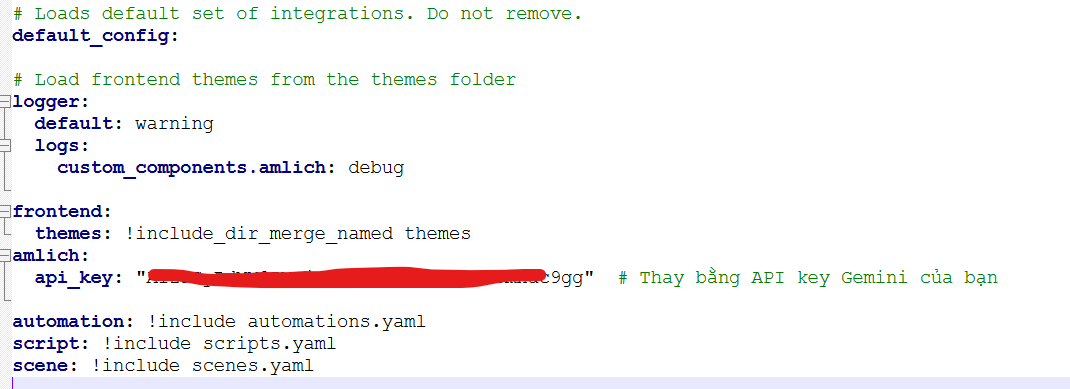 # Loads default set of integrations. Do not remove.
default_config:
# Load frontend themes from the themes folder
logger:
default: warning
logs:
custom_components.amlich: debug
frontend:
themes: !include_dir_merge_named themes
amlich:
api_key: " c9gg" # Thay bằng API key Gemini của bạn
automation: !include automations.yaml
script: !include scripts.yaml
scene: !include scenes.yaml